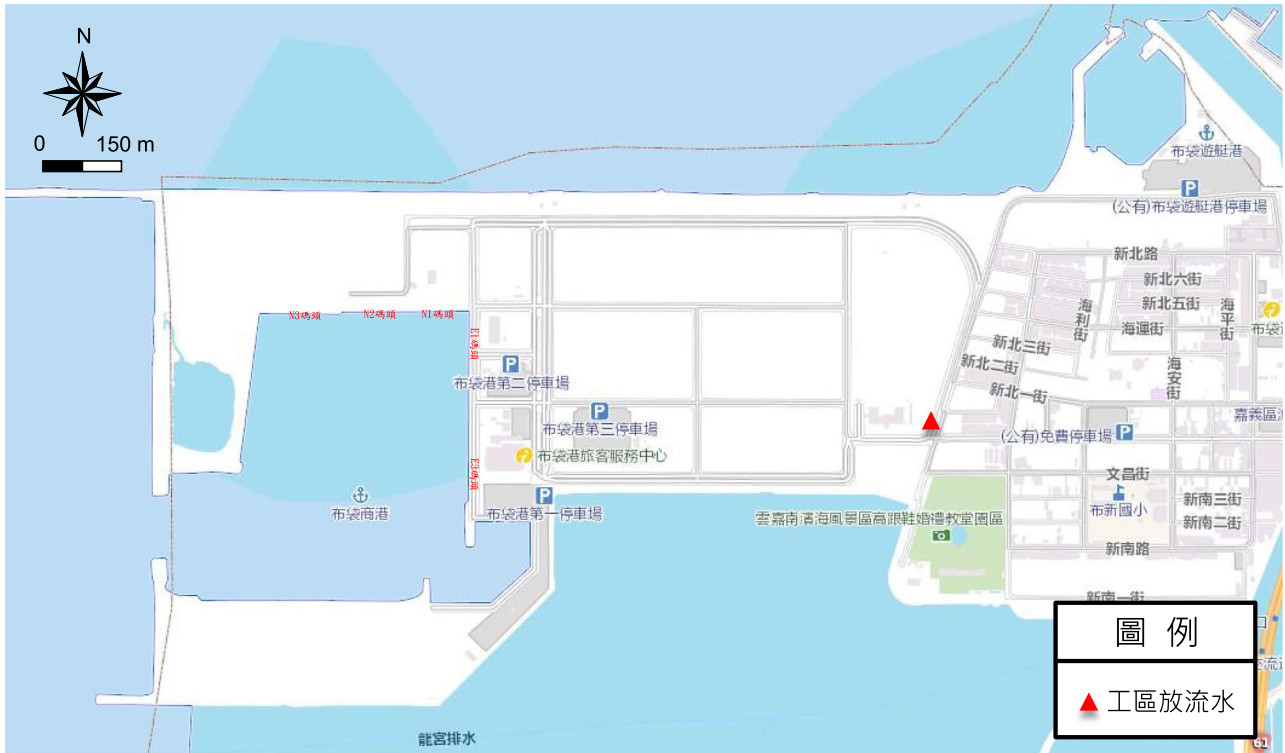 N
0 150 m
布袋遊艇港
(公有)布袋遊艇港停車場
新北路
新北六街
新北五街
海運街
海利街
海平街
海安街
新北三街
新北二街
新北一街
N3碼頭
N2碼頭
N1碼頭
E1碼頭
布袋港第二停車場
布袋港第三停車場
布袋港旅客服務中心
E3碼頭
布袋港第一停車場
布袋商港
(公有)免費停車場
文昌街
布新國小
新南三街
新南二街
新南路
新南一街
雲嘉南濱海風景區高跟鞋婚禮教堂園區
龍宮排水
圖 例
工區放流水
61